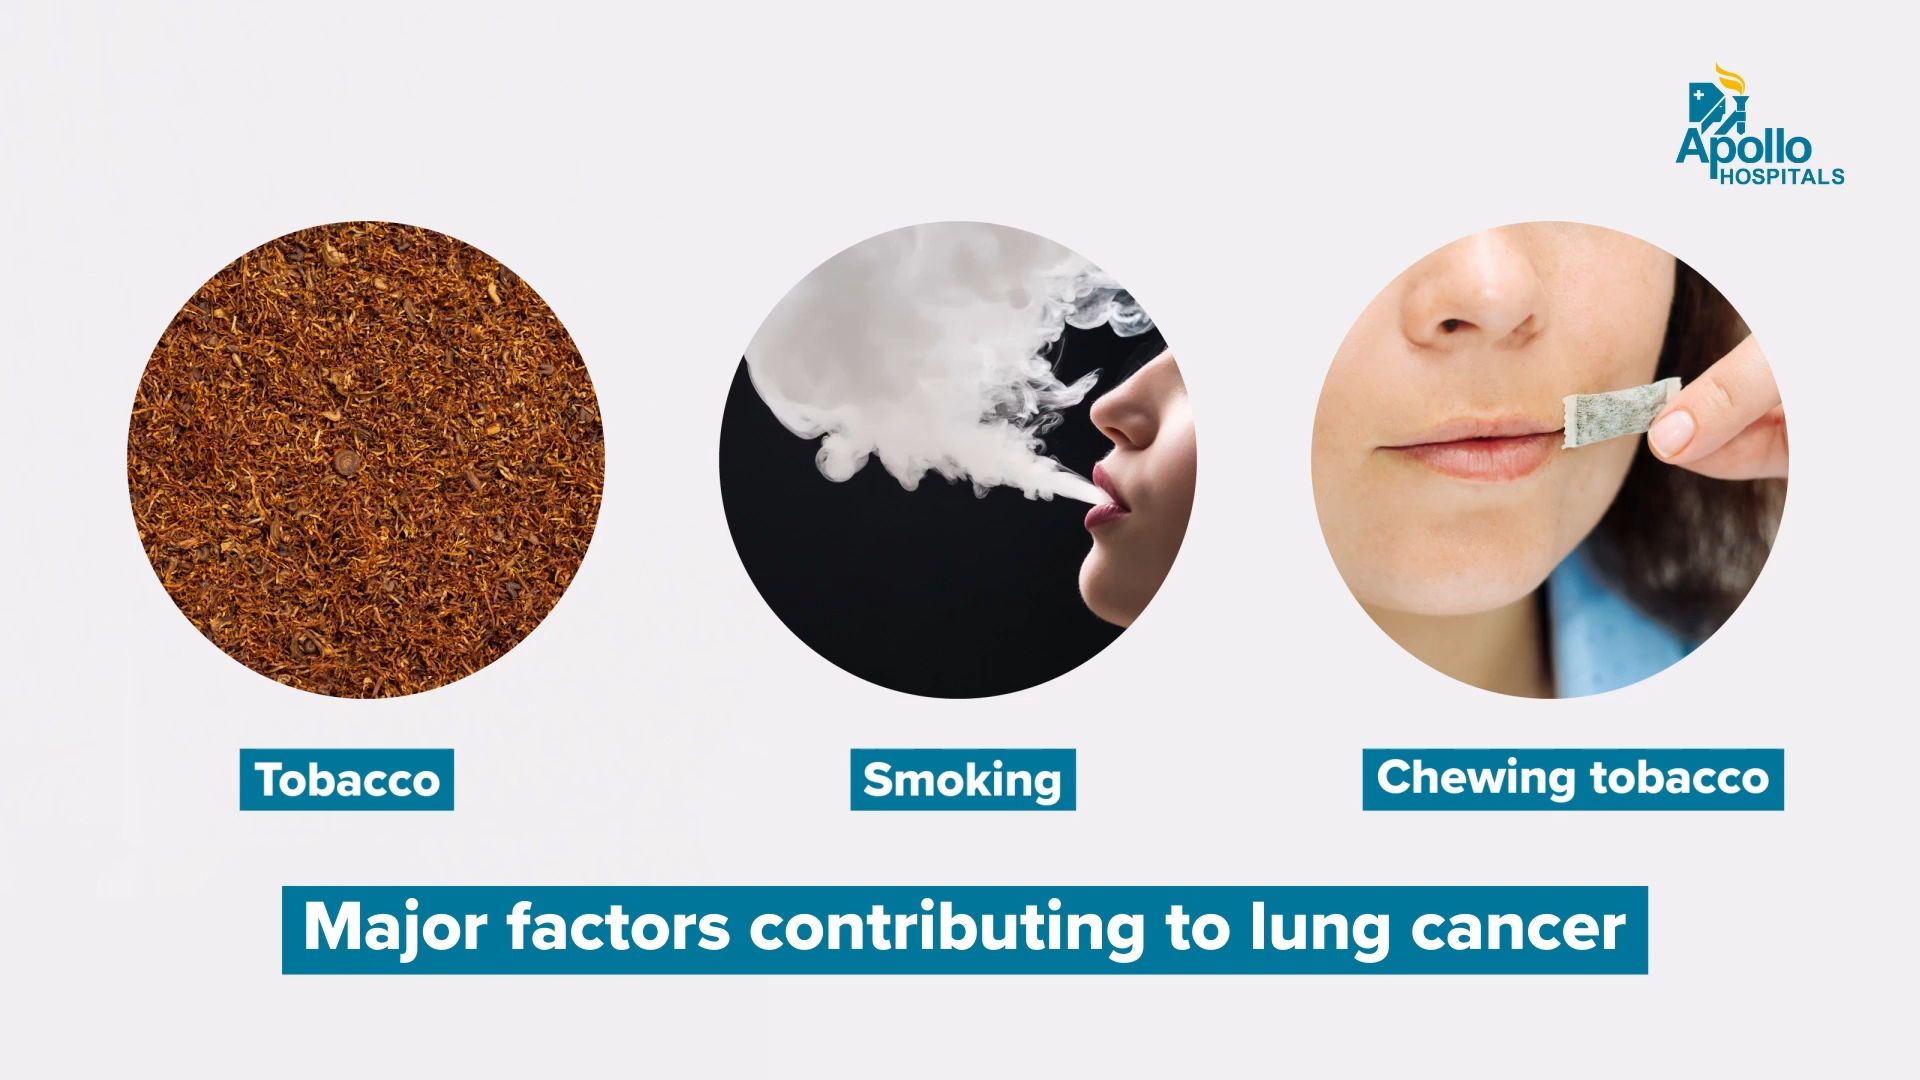 Apollo
HOSPITALS
Tobacco
Smoking
Chewing tobacco
Major factors contributing to lung cancer